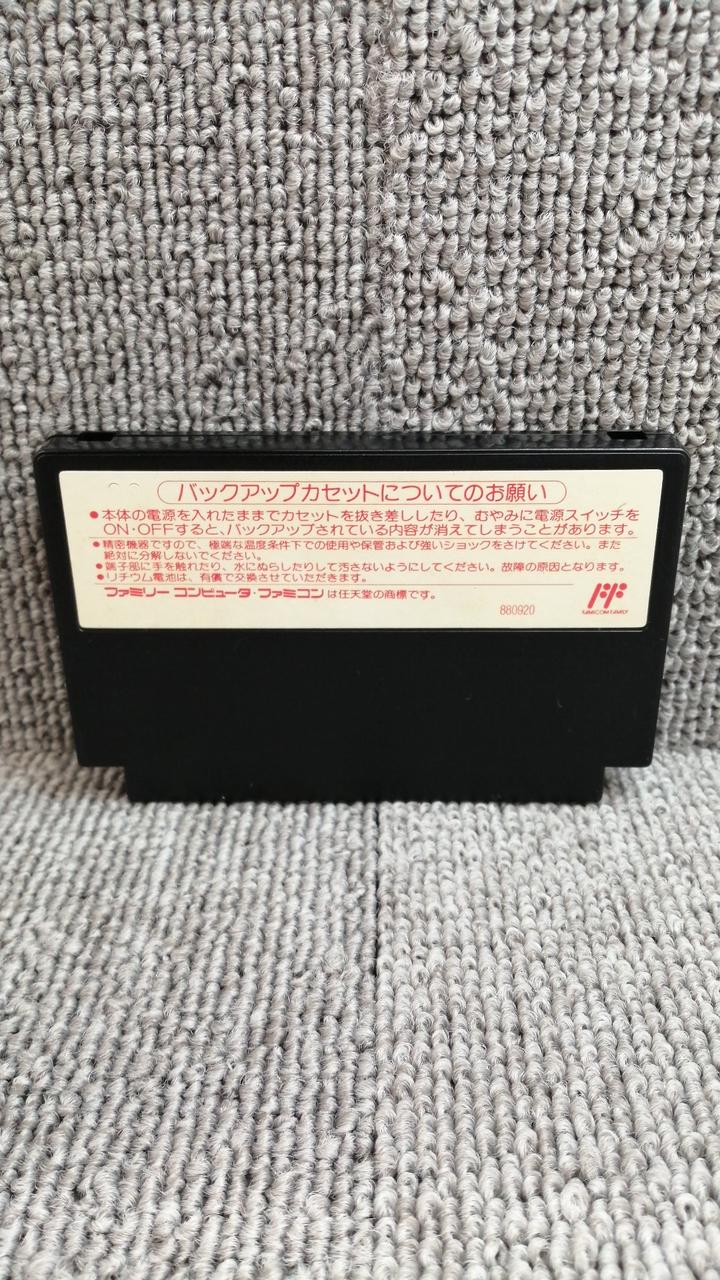 バックアップカセットについてのお願い
●本体の電源を入れたままでカセットを抜き差ししたり、むやみに電源スイッチを
ON・OFFすると、バックアップされている内容が消えてしまうことがあります。
●精密機器ですので、極端な温度条件下での使用や保管および強いショックをさけてください。また
絶対に分解しないでください。
●端子部に手を触れたり、水にぬらしたりして汚さないようにしてください。故障の原因となります。
●リチウム電池は、有償で交換させていただきます。
ファミリー コンピュータ・ファミコンは任天堂の商標です。
880920
FAMICOM FAMILY